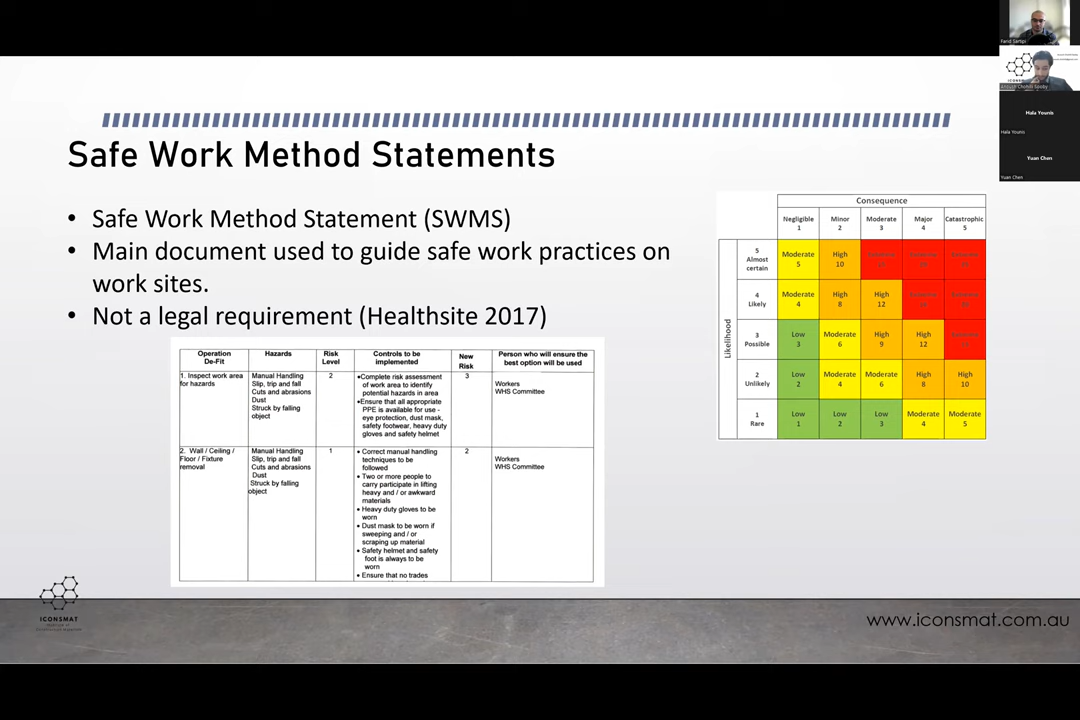 Safe Work Method Statements
• Safe Work Method Statement (SWMS)
• Main document used to guide safe work practices on
work sites.
• Not a legal requirement (Healthsite 2017)
Operation
De-Fit
Hazards
Risk
Level
Controls to be
implemented
New
Risk
Person who will ensure the
best option will be used
1. Inspect work area
for hazards
Manual Handling
Slip, trip and fall
Cuts and abrasions
Dust
Struck by falling
object
2
•Complete risk assessment
of work area to identify
potential hazards in area
•Ensure that all appropriate
PPE is available for use -
eye protection, dust mask,
safety footwear, heavy duty
gloves and safety helmet
3
Workers
WHS Committee
2. Wall / Ceiling /
Floor / Fixture
removal
Manual Handling
Slip, trip and fall
Cuts and abrasions
Dust
Struck by falling
object
1
• Correct manual handling
techniques to be
followed
• Two or more people to
carry participate in lifting
heavy and / or awkward
materials
• Heavy duty gloves to be
worn
• Dust mask to be worn if
sweeping and / or
scraping up material
• Safety helmet and safety
foot is always to be
worn
• Ensure that no trades
2
Workers
WHS Committee
Consequence
Negligible
1
Minor
2
Moderate
3
Major
4
Catastrophic
5
Likelihood
5
Almost
certain
Moderate
5
High
10
4
Likely
Moderate
4
High
8
High
12
3
Possible
Low
3
Moderate
6
High
9
High
12
2
Unlikely
Low
2
Moderate
4
Moderate
6
High
8
High
10
1
Rare
Low
1
Low
2
Low
3
Moderate
4
Moderate
5
ICONSMAT
www.iconsmat.com.au
Farid Sartipi
Hala Younis
Hala Younis
Yuan Chen
Yuan Chen